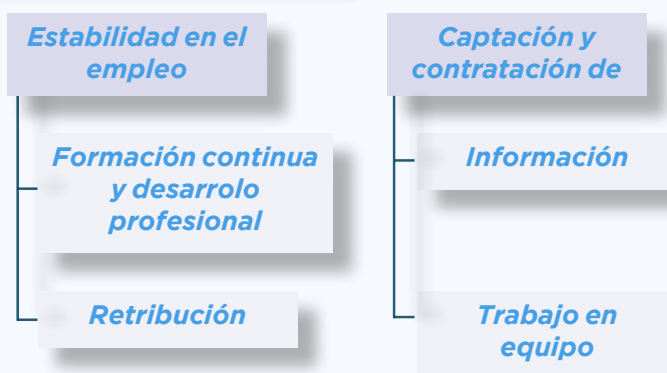 Estabilidad en el
empleo
Formación continua
y desarrolo
profesional
Retribución
Captación y
contratación de
Información
Trabajo en
equipo